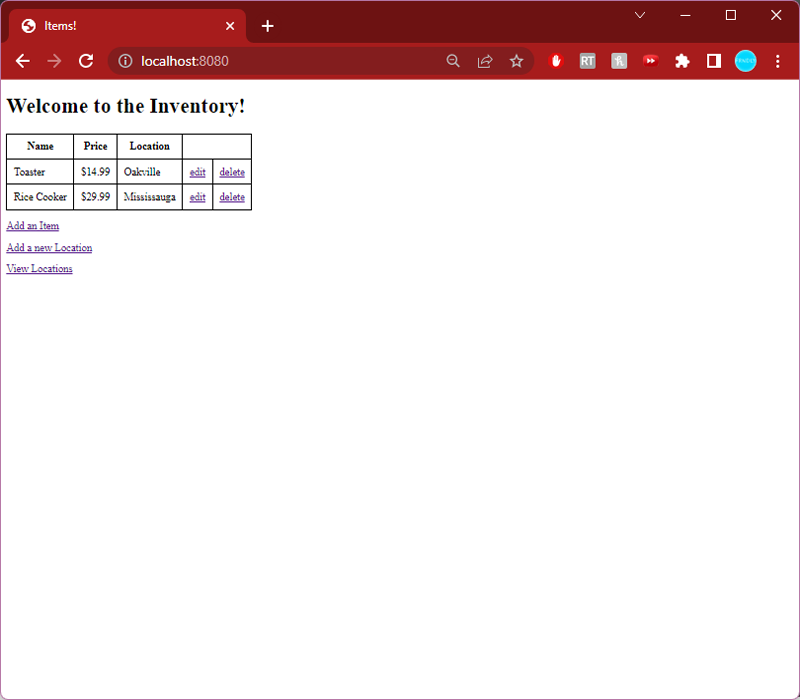 Items!
localhost:8080
RT
Welcome to the Inventory!
Name Price Location
Toaster $14.99 Oakville edit delete
Rice Cooker $29.99 Mississauga edit delete
Add an Item
Add a new Location
View Locations